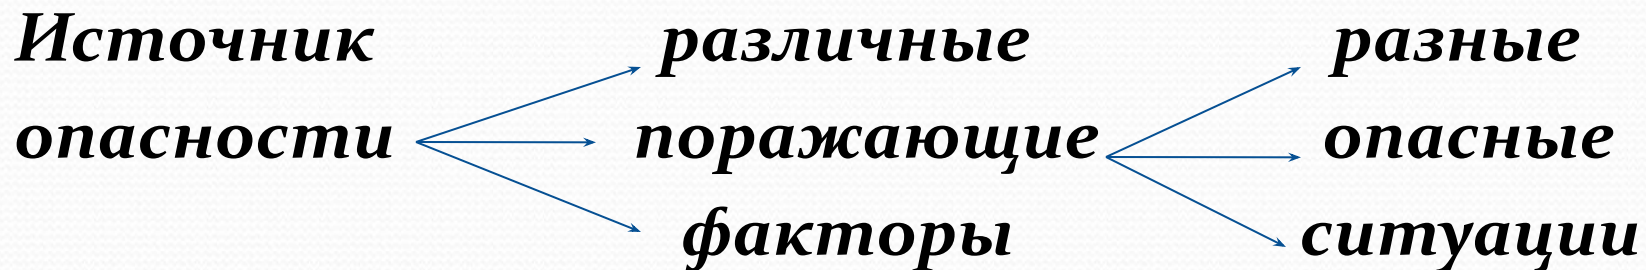 Источник различные разные
опасности поражающие опасные
факторы ситуации